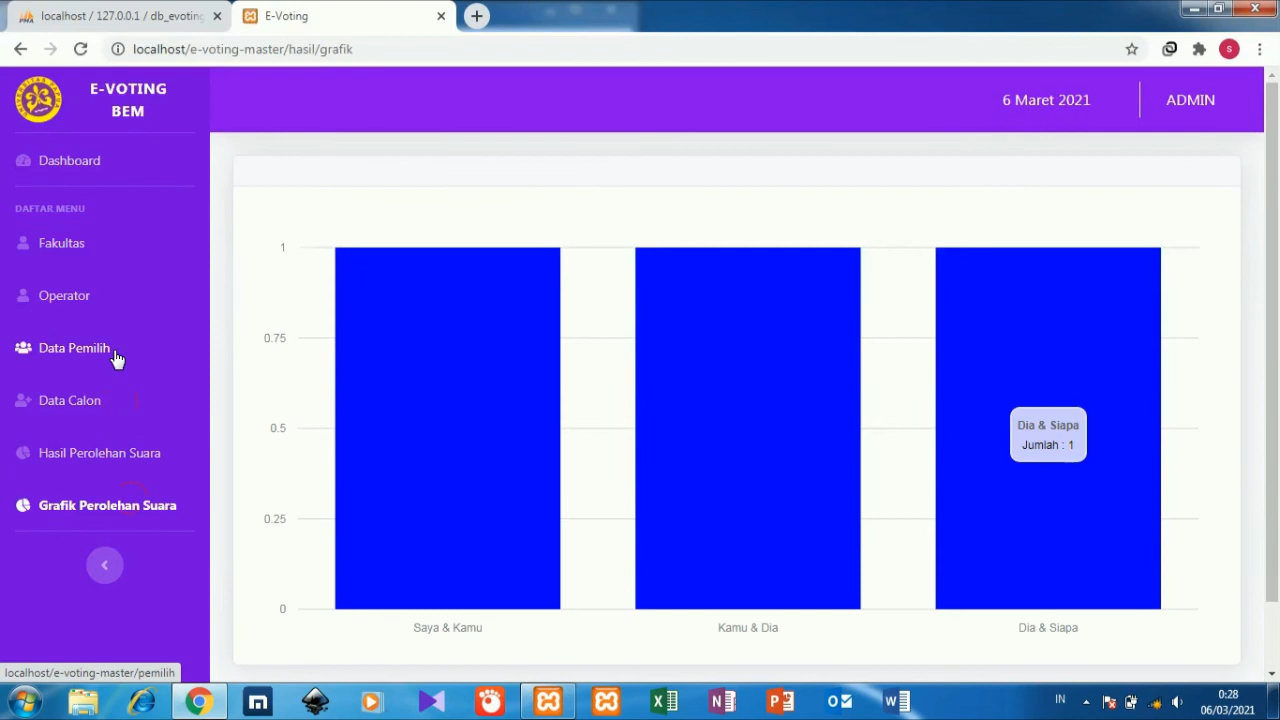 localhost / 127.0.0.1 / db_evoting
E-Voting
localhost/e-voting-master/hasil/grafik
S
E-VOTING
BEM
6 Maret 2021
ADMIN
Dashboard
DAFTAR MENU
Fakultas
Operator
Data Pemilih
Data Calon
Hasil Perolehan Suara
Grafik Perolehan Suara
1
0.75
0.5
0.25
0
Dia & Siapa
Jumlah : 1
Saya & Kamu
Kamu & Dia
Dia & Siapa
localhost/e-voting-master/pemilih
IN
0:28
06/03/2021